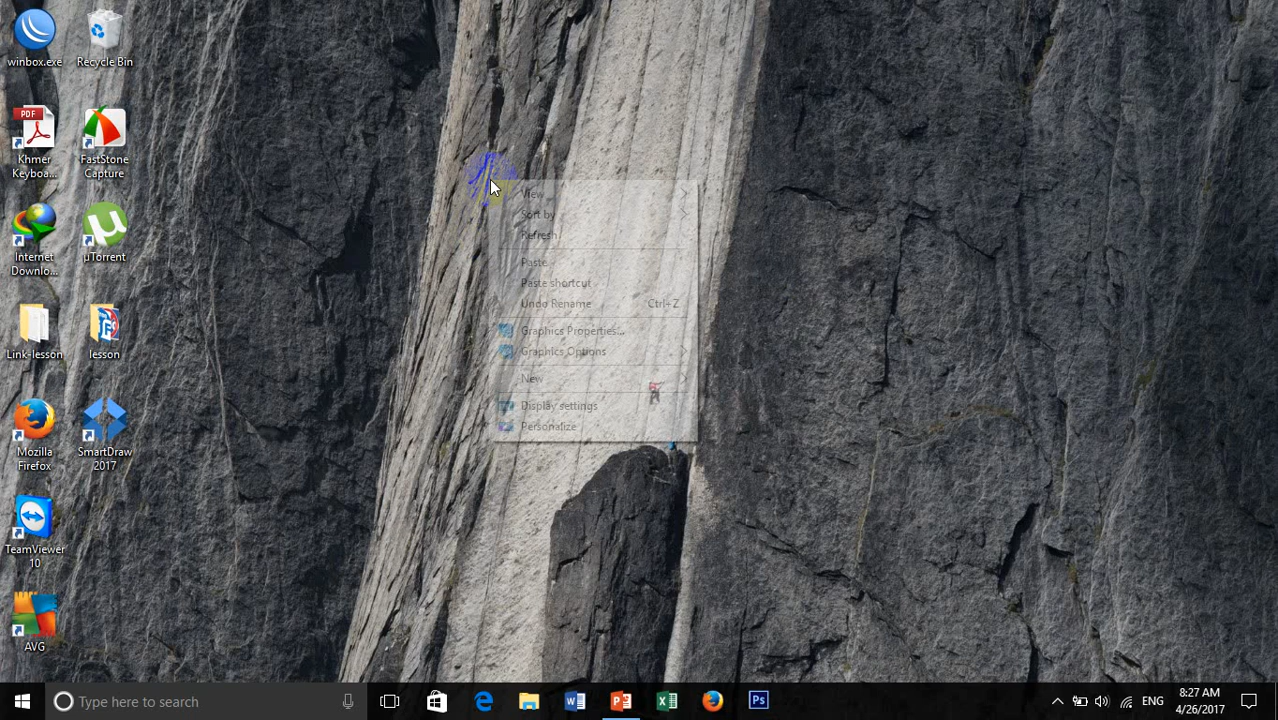 winbox.exe
Recycle Bin
PDF
Khmer
Keyboa...
FastStone
Capture
Internet
Downlo...
µTorrent
Link-lesson
lesson
Mozilla
Firefox
SmartDraw
2017
TeamViewer
10
AVG
View
Sort by
Refresh
Paste
Paste shortcut
Undo Rename Ctrl+Z
Graphics Properties...
Graphics Options
New
Display settings
Personalize
Type here to search
ENG
8:27 AM
4/26/2017